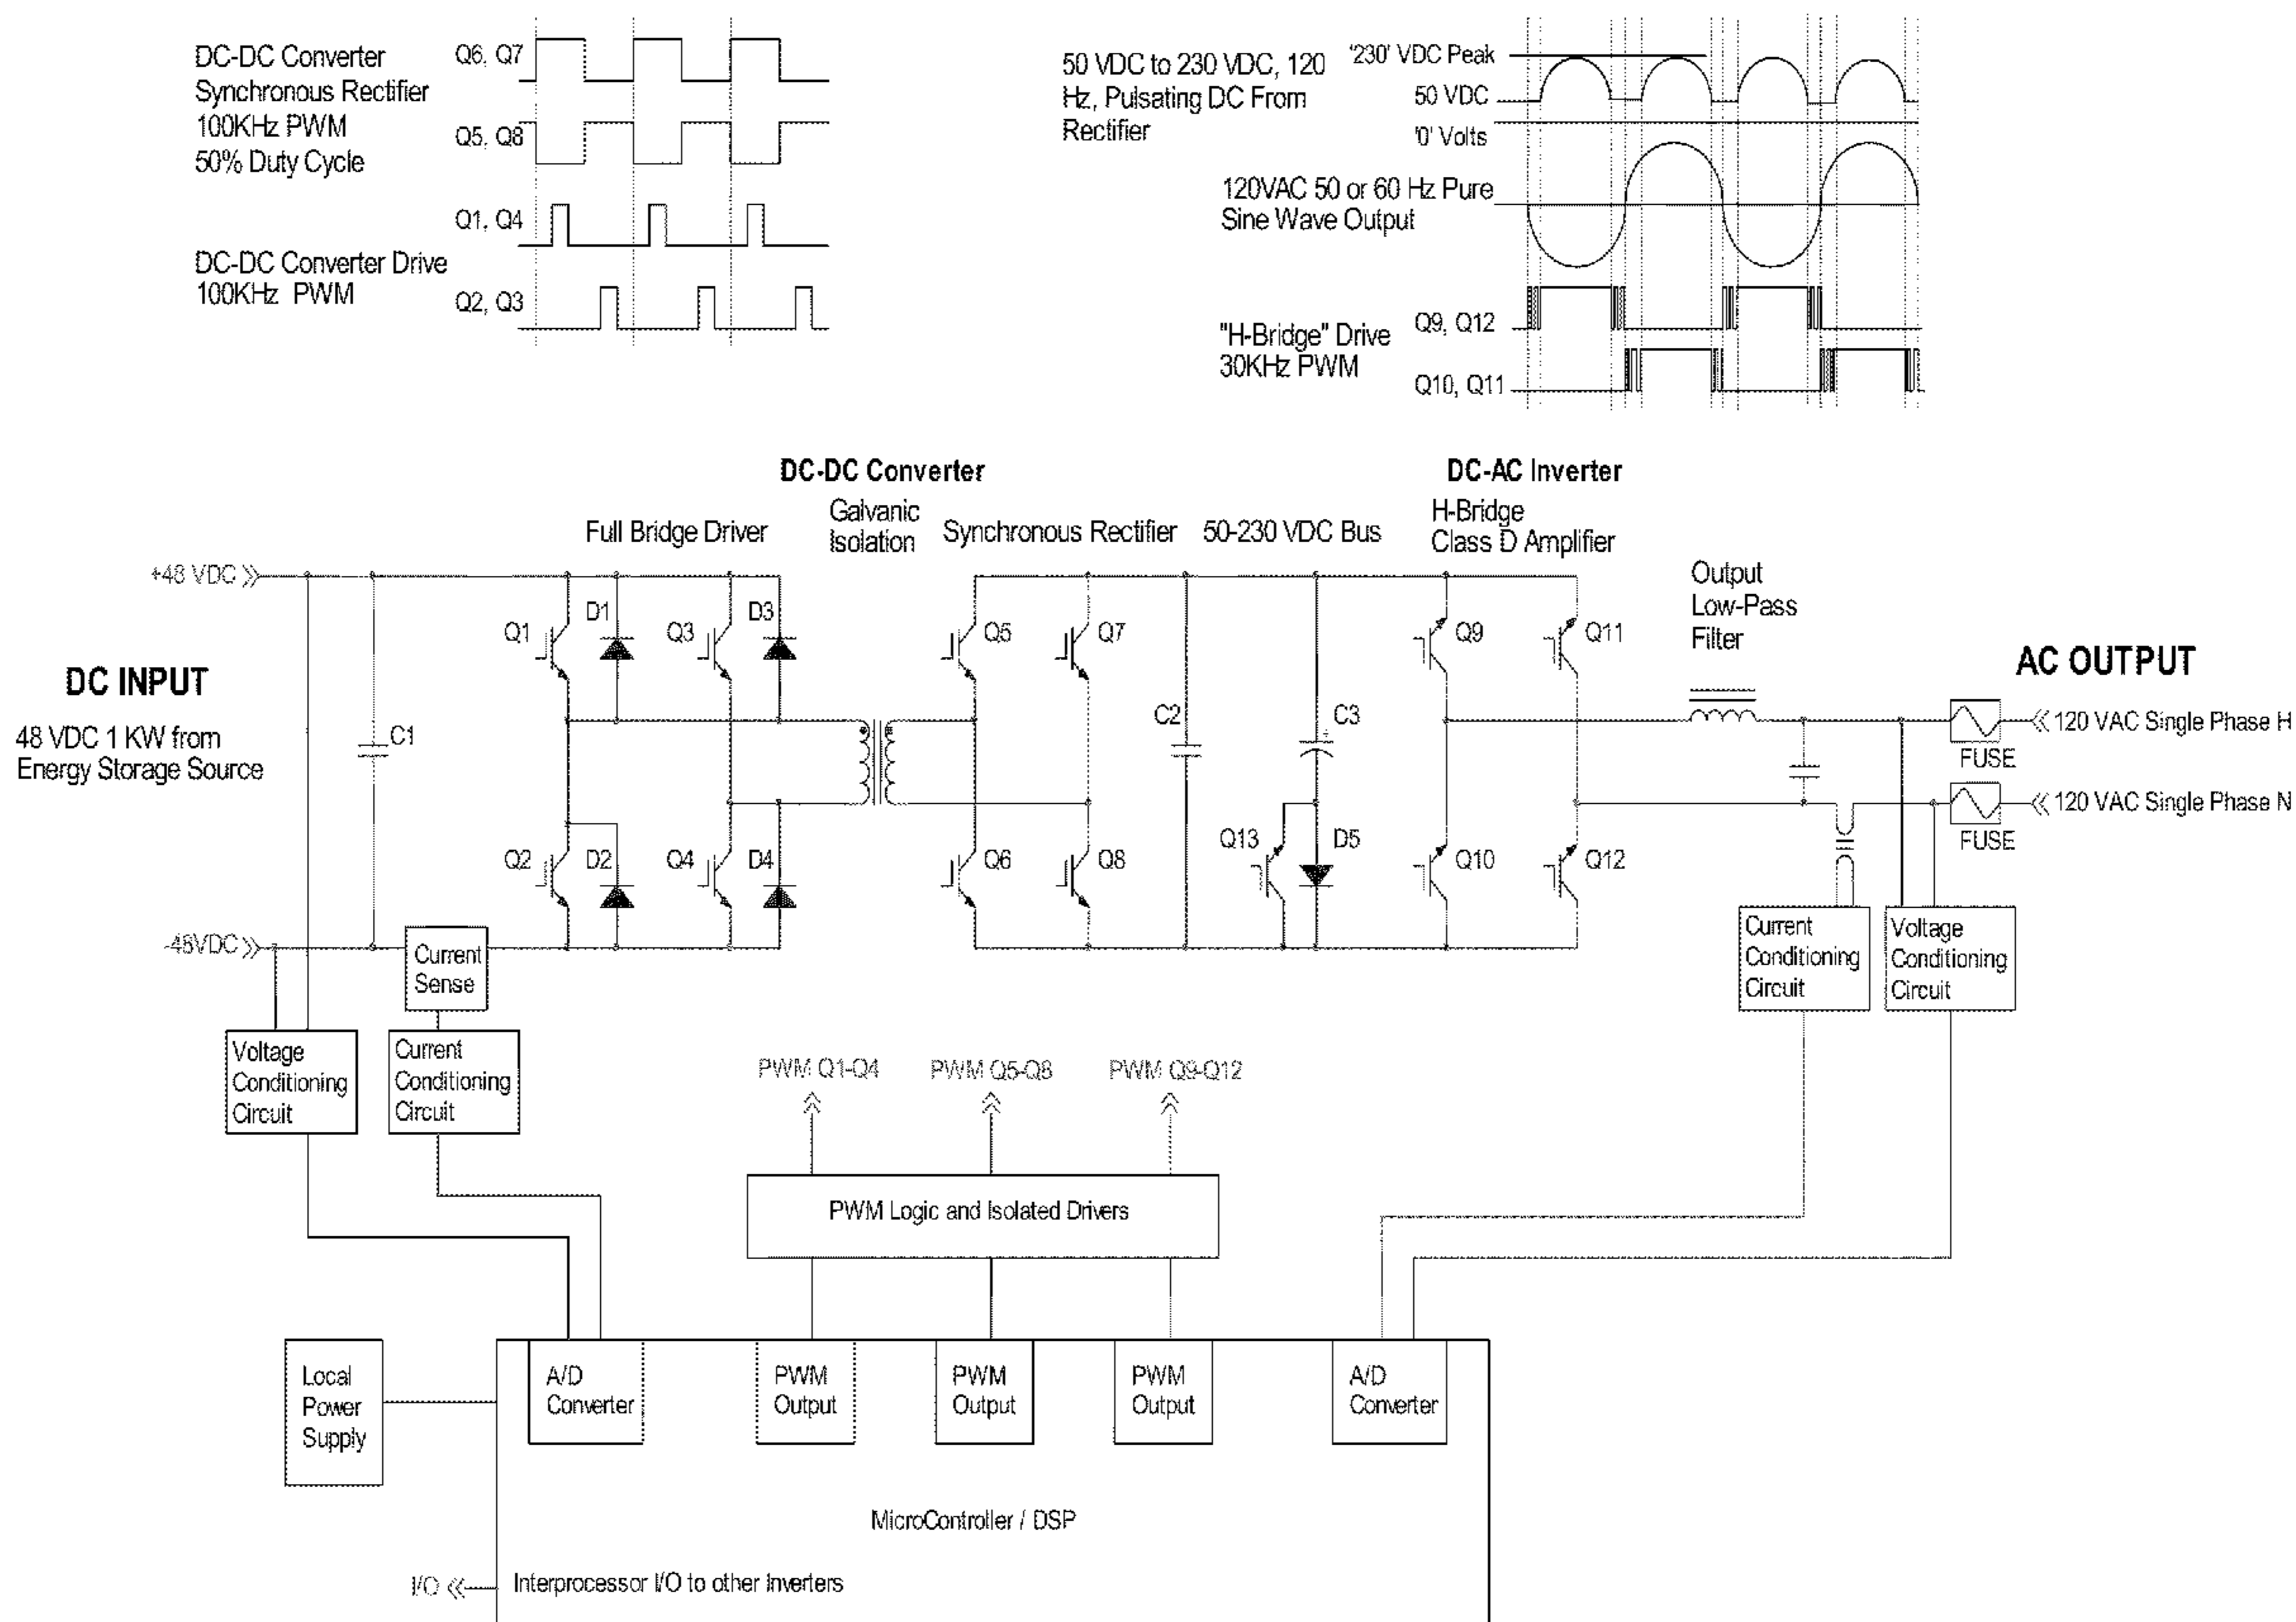 DC-DC Converter
Synchronous Rectifier
100KHz PWM
50% Duty Cycle
Q6, Q7
Q5, Q8
DC-DC Converter Drive
100KHz PWM
Q1, Q4
Q2, Q3
50 VDC to 230 VDC, 120
Hz, Pulsating DC From
Rectifier
'230' VDC Peak
50 VDC
'0' Volts
120VAC 50 or 60 Hz Pure
Sine Wave Output
"H-Bridge" Drive
30KHz PWM
Q9, Q12
Q10, Q11
DC-DC Converter
DC-AC Inverter
Full Bridge Driver
Galvanic
Isolation
Synchronous Rectifier
50-230 VDC Bus
H-Bridge
Class D Amplifier
Output
Low-Pass
Filter
+48 VDC
DC INPUT
48 VDC 1 KW from
Energy Storage Source
-48VDC
C1
Q1
D1
Q3
D3
Q2
D2
Q4
D4
Q5
Q7
Q6
Q8
C2
C3
Q13
D5
Q9
Q11
Q10
Q12
AC OUTPUT
120 VAC Single Phase H
FUSE
120 VAC Single Phase N
FUSE
Current
Sense
Voltage
Conditioning
Circuit
Current
Conditioning
Circuit
Current
Conditioning
Circuit
Voltage
Conditioning
Circuit
PWM Q1-Q4
PWM Q5-Q8
PWM Q9-Q12
PWM Logic and Isolated Drivers
Local
Power
Supply
A/D
Converter
PWM
Output
PWM
Output
PWM
Output
A/D
Converter
MicroController / DSP
I/O
Interprocessor I/O to other Inverters